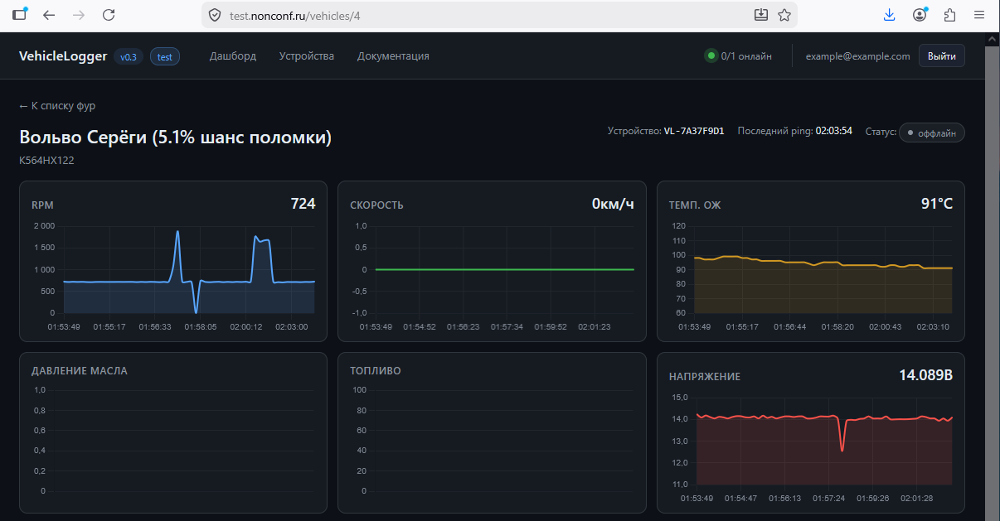 test.nonconf.ru/vehicles/4
VehicleLogger v0.3 test Дашборд Устройства Документация 0/1 онлайн example@example.com Выйти
← К списку фур
Вольво Серёги (5.1% шанс поломки)
К564НХ122
Устройство: VL-7A37F9D1 Последний ping: 02:03:54 Статус: оффлайн
RPM 724
2 000
1 500
1 000
500
0
01:53:49 01:55:17 01:56:33 01:58:05 02:00:12 02:03:00
СКОРОСТЬ 0км/ч
1,0
0,5
0
-0,5
-1,0
01:53:49 01:54:52 01:56:23 01:57:34 01:59:52 02:01:23
ТЕМП. ОЖ 91°C
120
110
100
90
80
70
60
01:53:49 01:55:17 01:56:44 01:58:20 02:00:43 02:03:10
ДАВЛЕНИЕ МАСЛА
1,0
0,8
0,6
0,4
0,2
0
ТОПЛИВО
100
80
60
40
20
0
НАПРЯЖЕНИЕ 14.089В
15,0
14,0
13,0
12,0
11,0
01:53:49 01:54:47 01:56:13 01:57:24 01:59:26 02:01:28